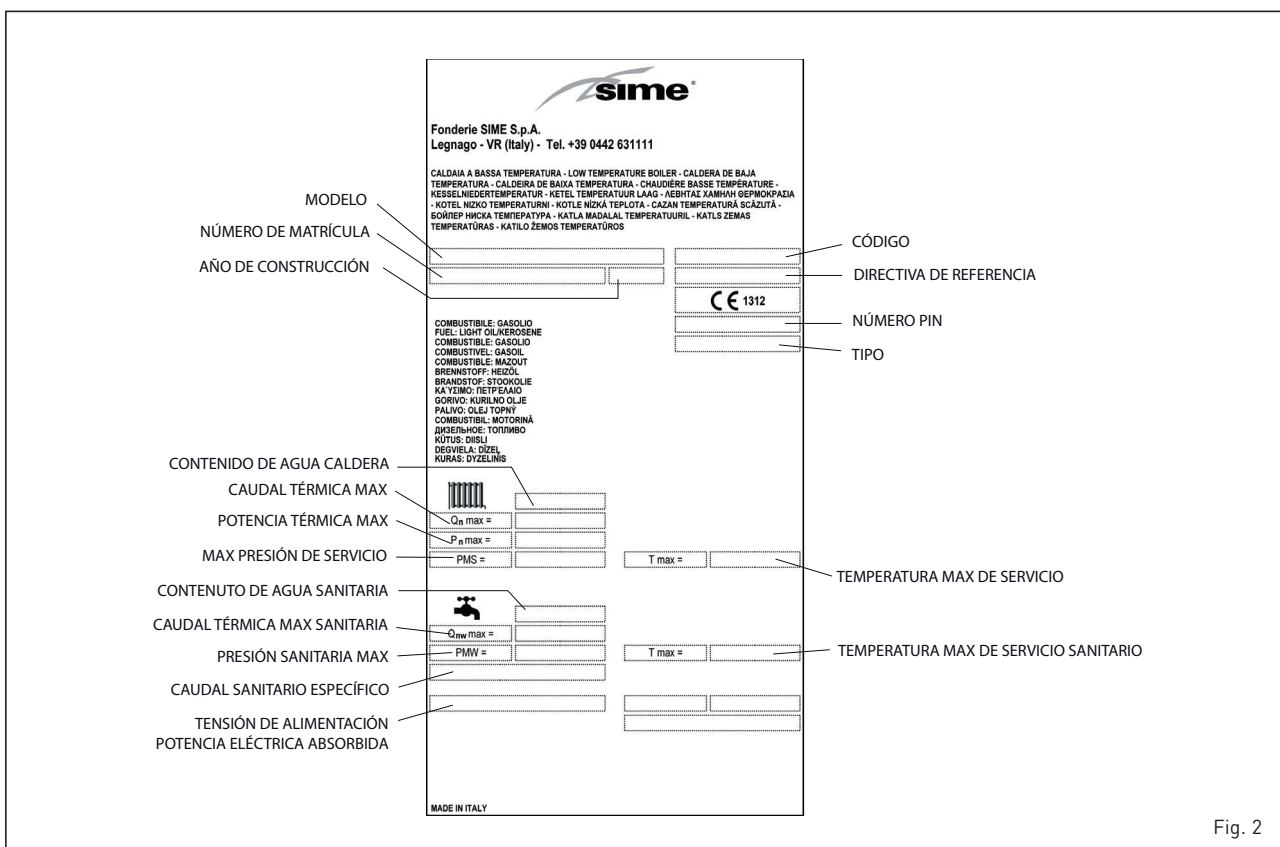 sime®
Fonderie SIME S.p.A.
Legnago - VR (Italy) - Tel. +39 0442 631111
CALDAIA A BASSA TEMPERATURA - LOW TEMPERATURE BOILER - CALDERA DE BAJA
TEMPERATURA - CALDEIRA DE BAIXA TEMPERATURA - CHAUDIÈRE BASSE TEMPÉRATURE -
KESSELNIEDERTEMPERATUR - KETEL TEMPERATUUR LAAG - ΛΕΒΗΤΑΣ ΧΑΜΗΛΗ ΘΕΡΜΟΚΡΑΣΙΑ
- KOTEL NIZKO TEMPERATURNI - KOTLE NÍZKÁ TEPLOTA - CAZAN TEMPERATURĂ SCĂZUTĂ -
БОЙЛЕР НИСКА ТЕМПЕРАТУРА - KATLA MADALAL TEMPERATUURIL - KATLS ZEMAS
TEMPERATŪRAS - KATILO ŽEMOS TEMPERATŪROS
MODELO
NÚMERO DE MATRÍCULA
AÑO DE CONSTRUCCIÓN
CÓDIGO
DIRECTIVA DE REFERENCIA
CE 1312
NÚMERO PIN
TIPO
COMBUSTIBILE: GASOLIO
FUEL: LIGHT OIL/KEROSENE
COMBUSTIBLE: GASOLIO
COMBUSTIVEL: GASOIL
COMBUSTIBLE: MAZOUT
BRENNSTOFF: HEIZÖL
BRANDSTOF: STOOKOLIE
ΚΑΎΣΙΜΟ: ΠΕΤΡΈΛΑΙΟ
GORIVO: KURILNO OLJE
PALIVO: OLEJ TOPNÝ
COMBUSTIBIL: MOTORINĂ
ДИЗЕЛЬНОЕ: ТОПЛИВО
KÜTUS: DIISLI
DEGVIELA: DĪZEĻ
KURAS: DYZELINIS
CONTENIDO DE AGUA CALDERA
CAUDAL TÉRMICA MAX
Qn max =
POTENCIA TÉRMICA MAX
Pn max =
MAX PRESIÓN DE SERVICIO
PMS =
T max =
TEMPERATURA MAX DE SERVICIO
CONTENUTO DE AGUA SANITARIA
CAUDAL TÉRMICA MAX SANITARIA
Qnw max =
PRESIÓN SANITARIA MAX
PMW =
T max =
TEMPERATURA MAX DE SERVICIO SANITARIO
CAUDAL SANITARIO ESPECÍFICO
TENSIÓN DE ALIMENTACIÓN
POTENCIA ELÉCTRICA ABSORBIDA
MADE IN ITALY
Fig. 2